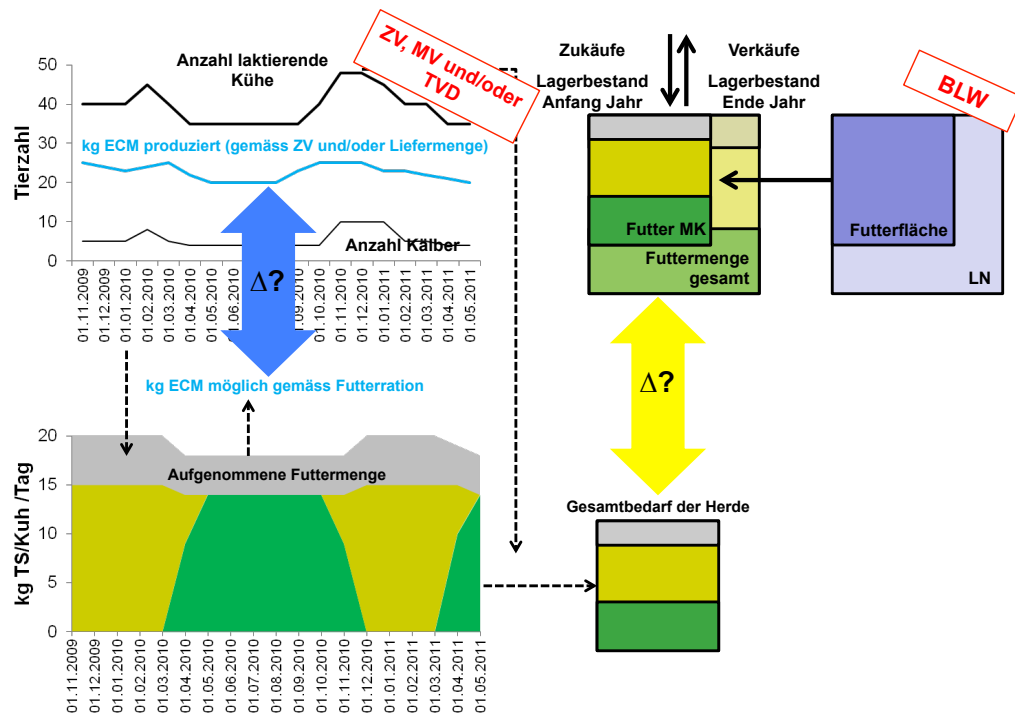 ZV, MV und/oder
TVD
Zukäufe
Verkäufe
Lagerbestand
Anfang Jahr
Lagerbestand
Ende Jahr
BLW
Tierzahl
50
40
30
20
10
0
Anzahl laktierende
Kühe
kg ECM produziert (gemäss ZV und/oder Liefermenge)
Anzahl Kälber
01.11.2009
01.12.2009
01.01.2010
01.02.2010
01.03.2010
01.04.2010
01.05.2010
01.06.2010
01.07.2010
01.08.2010
01.09.2010
01.10.2010
01.11.2010
01.12.2010
01.01.2011
01.02.2011
01.03.2011
01.04.2011
01.05.2011
Δ?
Futter MK
Futtermenge
gesamt
Futterfläche
LN
Δ?
kg ECM möglich gemäss Futterration
kg TS/Kuh /Tag
20
15
10
5
0
Aufgenommene Futtermenge
01.11.2009
01.12.2009
01.01.2010
01.02.2010
01.03.2010
01.04.2010
01.05.2010
01.06.2010
01.07.2010
01.08.2010
01.09.2010
01.10.2010
01.11.2010
01.12.2010
01.01.2011
01.02.2011
01.03.2011
01.04.2011
01.05.2011
Gesamtbedarf der Herde